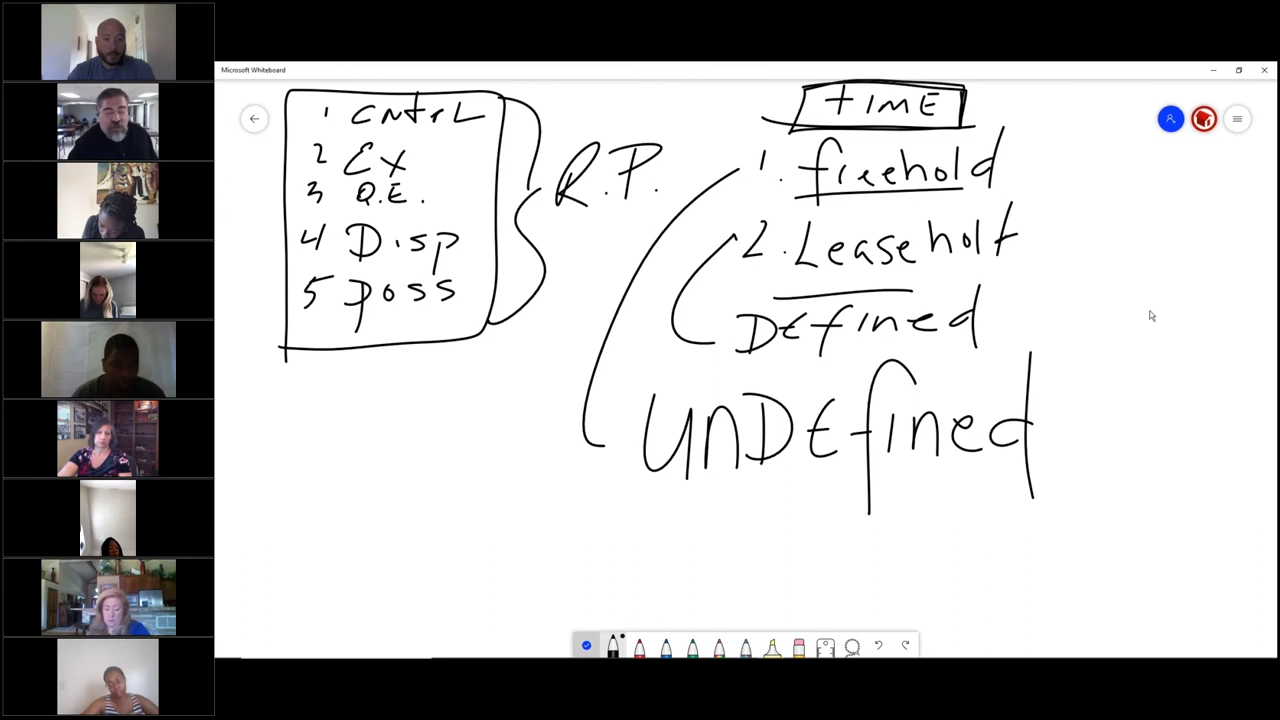 Microsoft Whiteboard
1 CNtrL
2 Ex
3 Q.E.
4 Disp
5 poss
R.P.
TIME
1. freehold
2. Leasehold
DEfined
UnDEfined